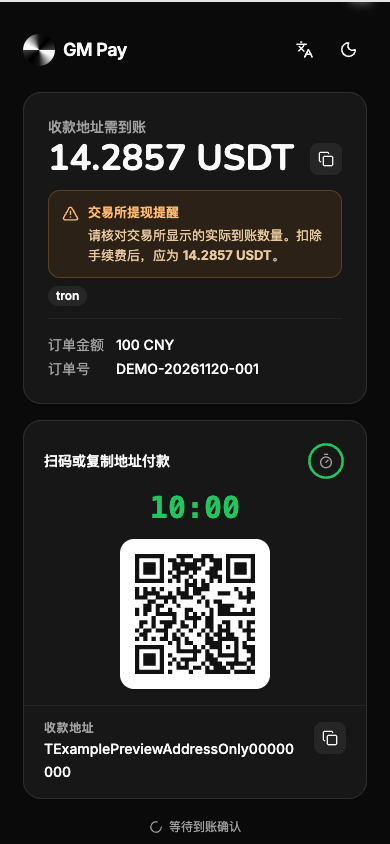 GM Pay
收款地址需到账
14.2857 USDT
交易所提现提醒
请核对交易所显示的实际到账数量。扣除
手续费后，应为 14.2857 USDT。
tron
订单金额 100 CNY
订单号 DEMO-20261120-001
扫码或复制地址付款
10:00
收款地址
TExamplePreviewAddressOnly00000
000
等待到账确认